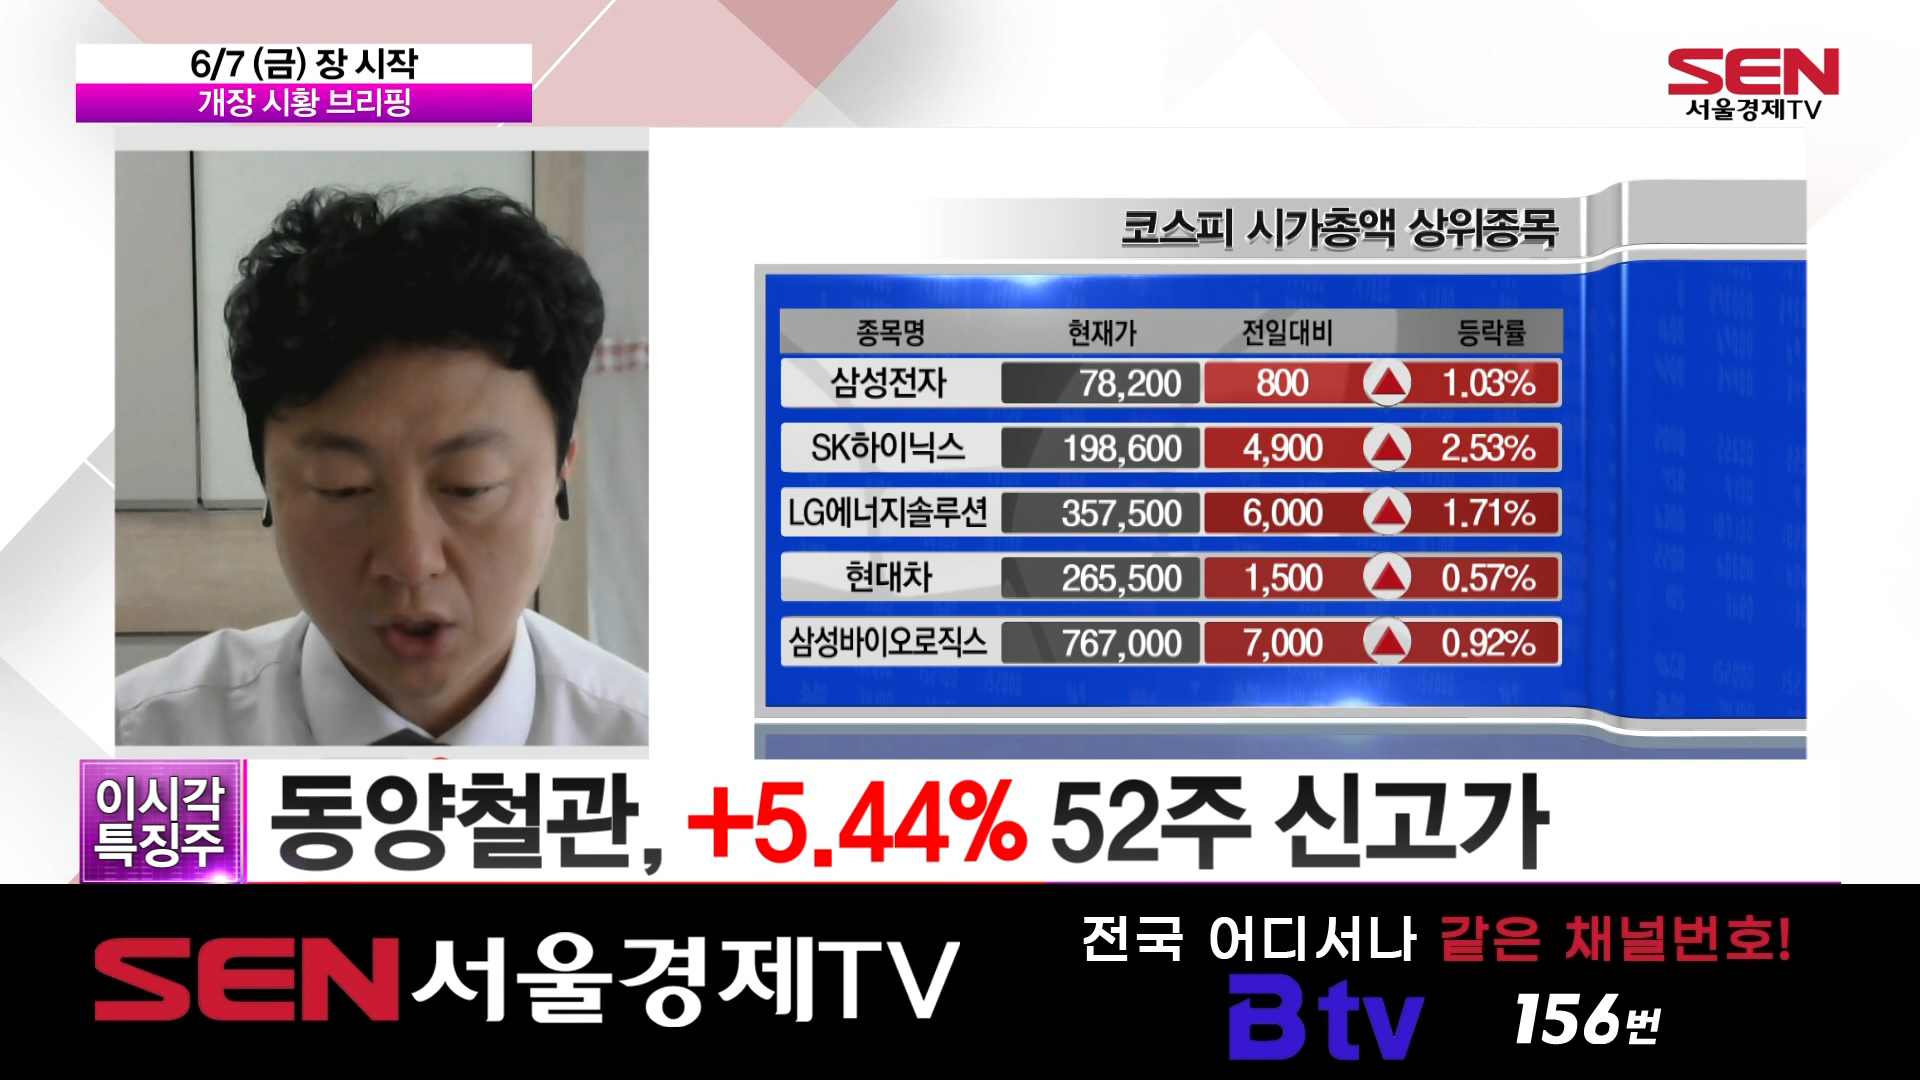 6/7 (금) 장 시작
개장 시황 브리핑
SEN
서울경제TV
코스피 시가총액 상위종목
종목명 현재가 전일대비 등락률
삼성전자 78,200 800 ▲ 1.03%
SK하이닉스 198,600 4,900 ▲ 2.53%
LG에너지솔루션 357,500 6,000 ▲ 1.71%
현대차 265,500 1,500 ▲ 0.57%
삼성바이오로직스 767,000 7,000 ▲ 0.92%
이시각
특징주
동양철관, +5.44% 52주 신고가
SEN서울경제TV
전국 어디서나 같은 채널번호!
B tv 156번